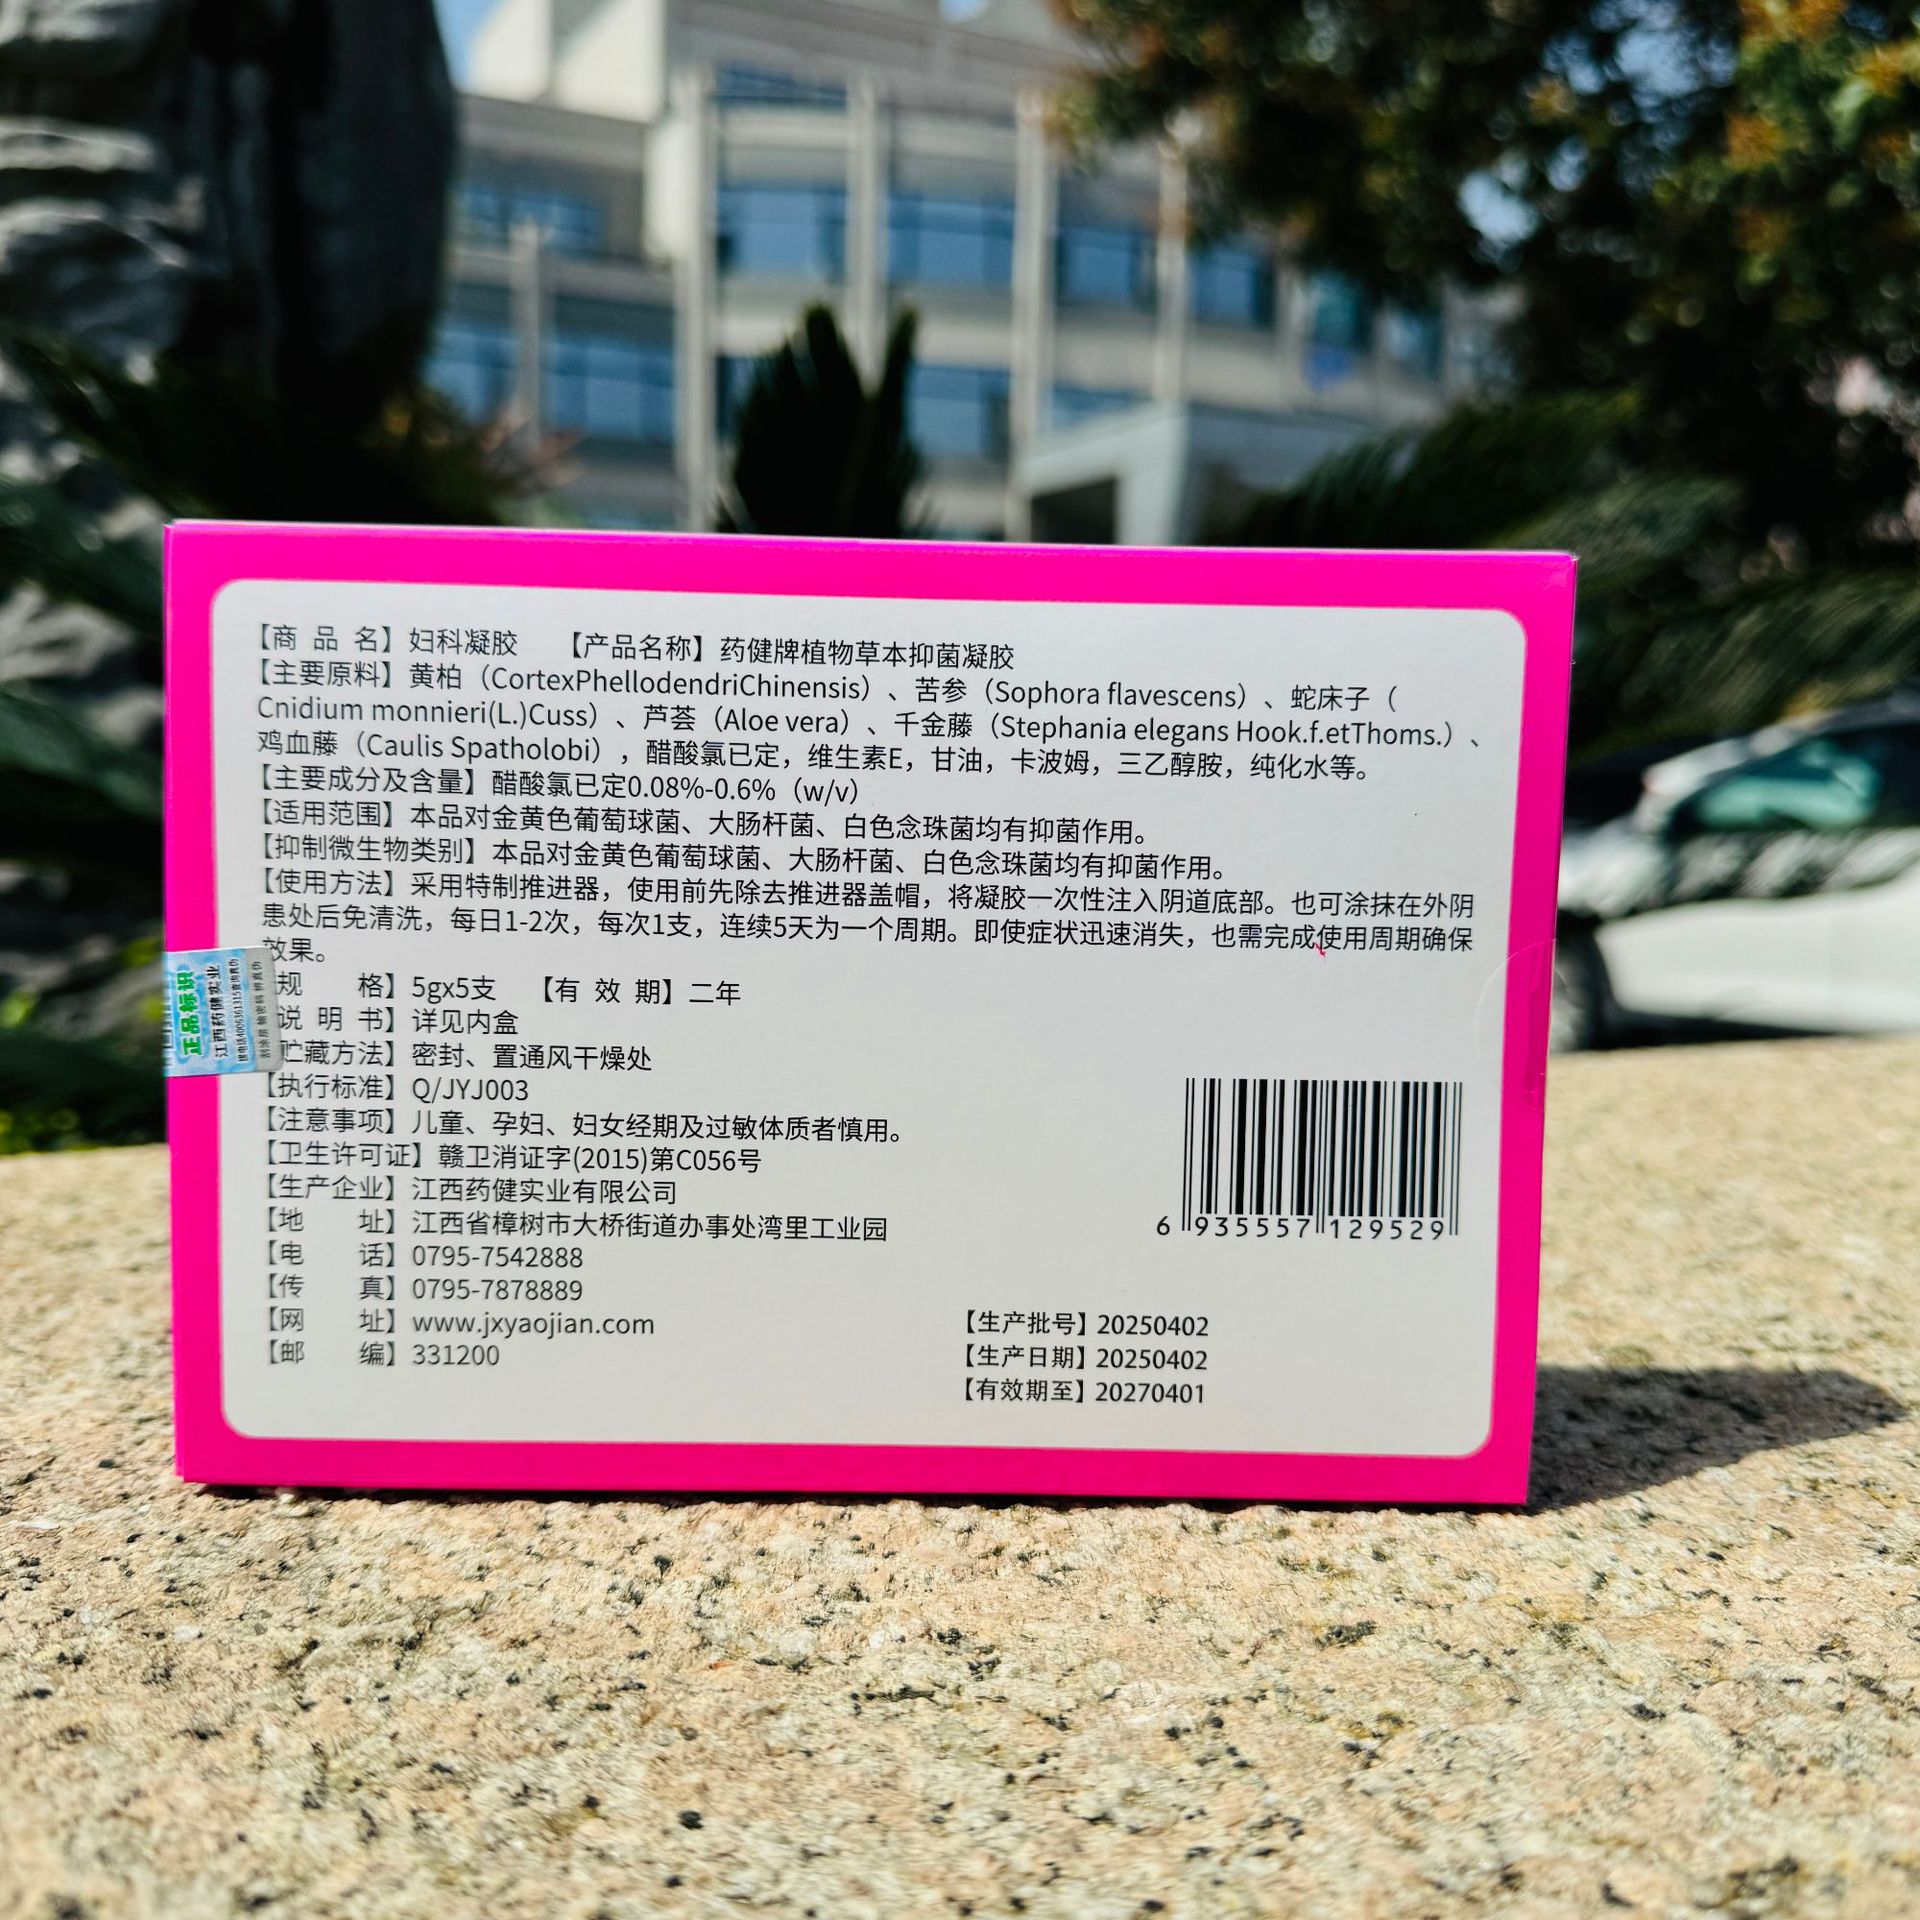 【商品名】妇科凝胶 【产品名称】药健牌植物草本抑菌凝胶
【主要原料】黄柏（CortexPhellodendriChinensis）、苦参（Sophora flavescens）、蛇床子（
Cnidium monnieri(L.)Cuss）、芦荟（Aloe vera）、千金藤（Stephania elegans Hook.f.etThoms.）、
鸡血藤（Caulis Spatholobi），醋酸氯已定，维生素E，甘油，卡波姆，三乙醇胺，纯化水等。
【主要成分及含量】醋酸氯已定0.08%-0.6%（w/v）
【适用范围】本品对金黄色葡萄球菌、大肠杆菌、白色念珠菌均有抑菌作用。
【抑制微生物类别】本品对金黄色葡萄球菌、大肠杆菌、白色念珠菌均有抑菌作用。
【使用方法】采用特制推进器，使用前先除去推进器盖帽，将凝胶一次性注入阴道底部。也可涂抹在外阴
患处后免清洗，每日1-2次，每次1支，连续5天为一个周期。即使症状迅速消失，也需完成使用周期确保
效果。
规格】5gx5支 【有效期】二年
说明书】详见内盒
贮藏方法】密封、置通风干燥处
【执行标准】Q/JYJ003
【注意事项】儿童、孕妇、妇女经期及过敏体质者慎用。
【卫生许可证】赣卫消证字(2015)第C056号
【生产企业】江西药健实业有限公司
【地址】江西省樟树市大桥街道办事处湾里工业园
【电话】0795-7542888
【传真】0795-7878889
【网址】www.jxyaojian.com
【邮编】331200
6 935557 129529
【生产批号】20250402
【生产日期】20250402
【有效期至】20270401
正品标识
江西药健实业